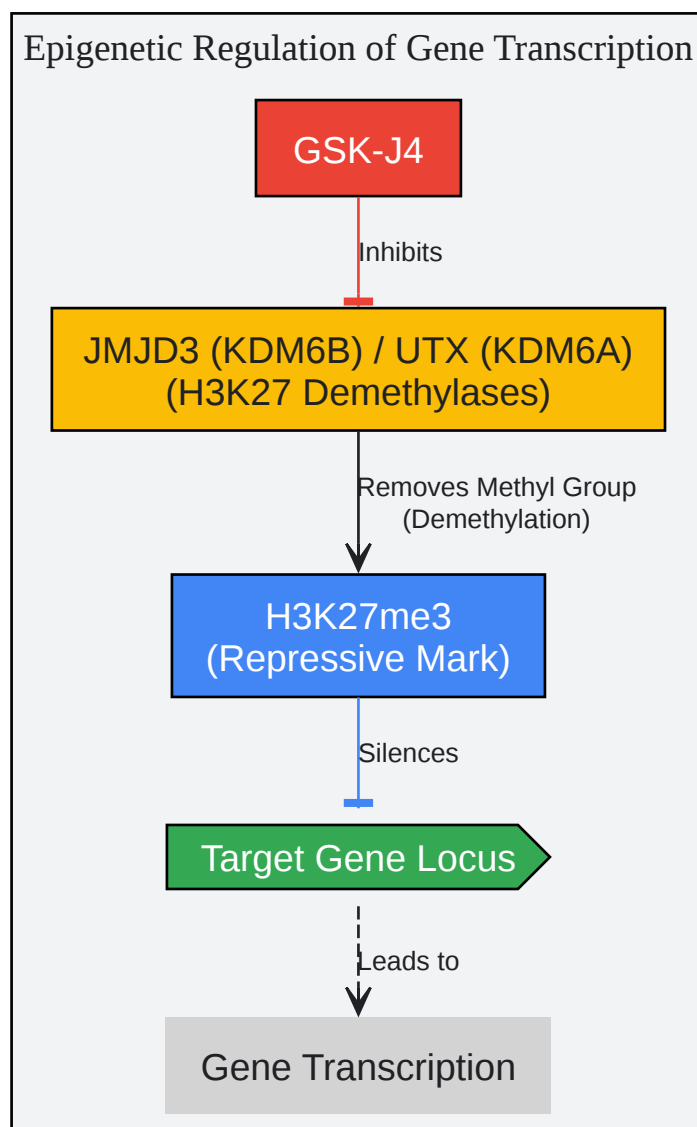 Epigenetic Regulation of Gene Transcription
GSK-J4
Inhibits
JMJD3 (KDM6B) / UTX (KDM6A)
(H3K27 Demethylases)
Removes Methyl Group
(Demethylation)
H3K27me3
(Repressive Mark)
Silences
Target Gene Locus
Leads to
Gene Transcription